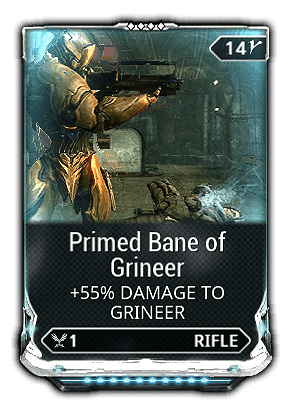 14
Primed Bane of
Grineer
+55% DAMAGE TO
GRINEER
1 RIFLE